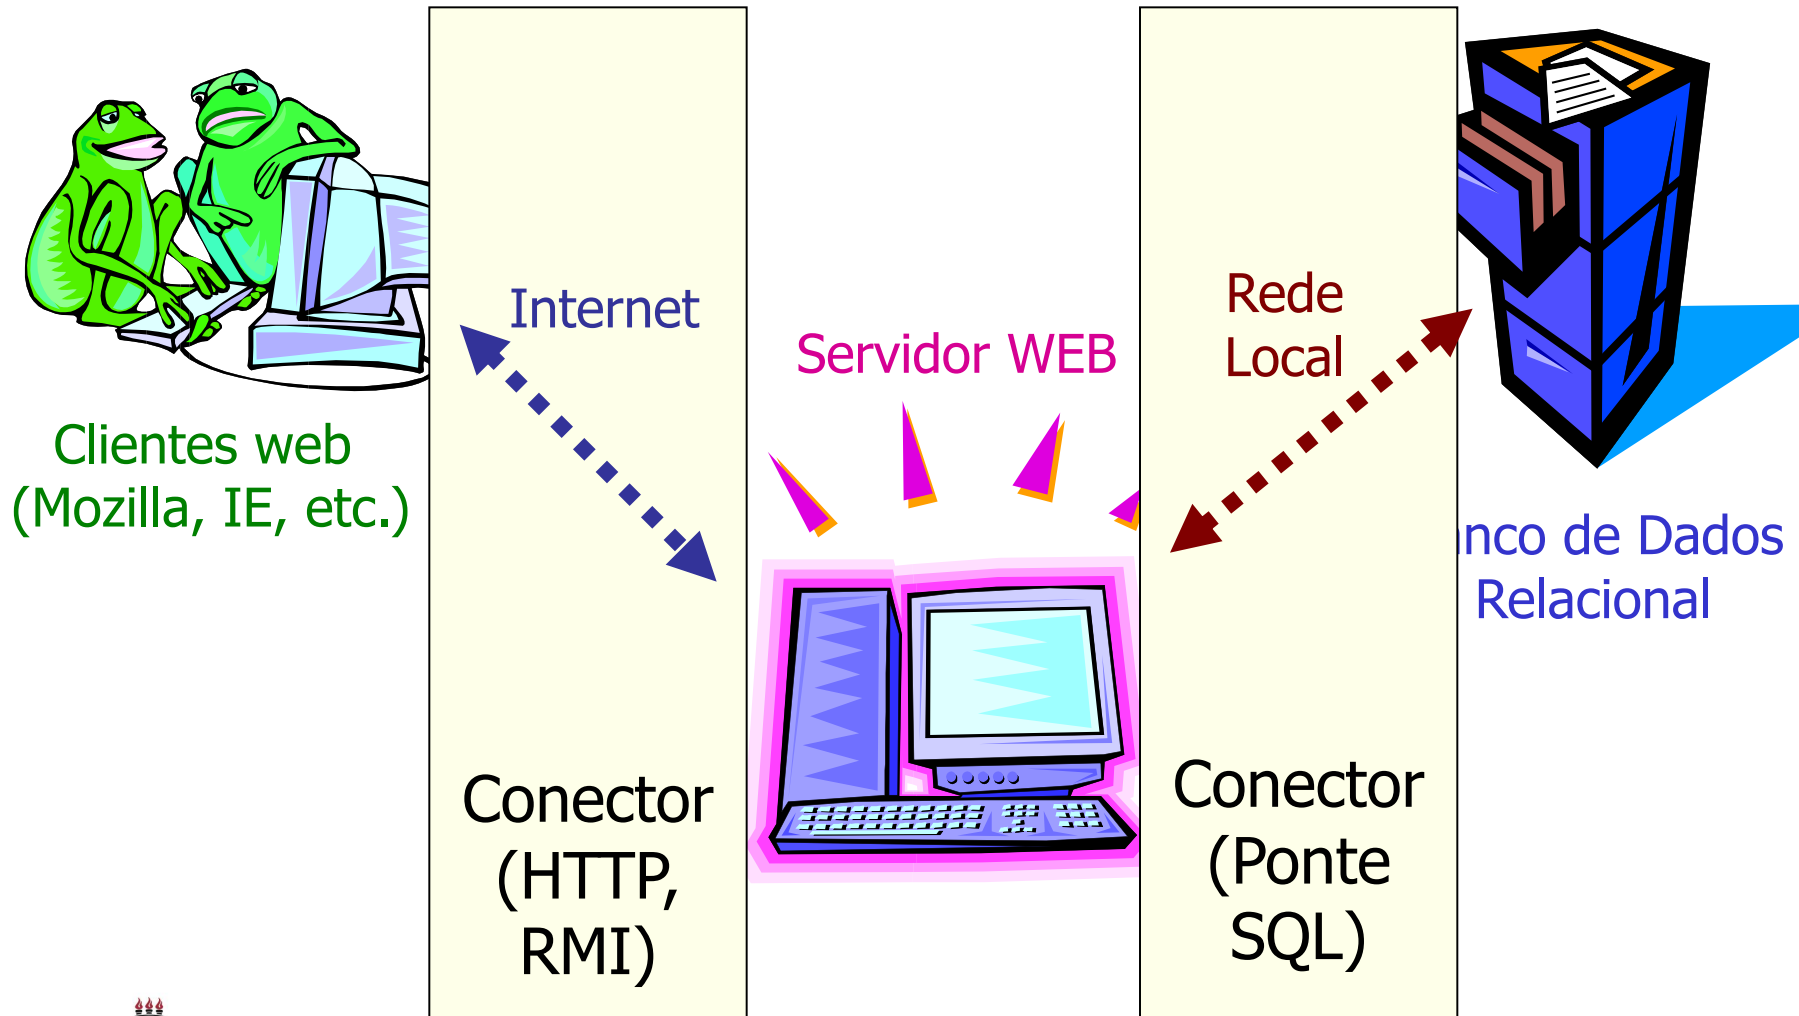 Clientes web
(Mozilla, IE, etc.)
Internet
Conector
(HTTP,
RMI)
Servidor WEB
Rede
Local
Conector
(Ponte
SQL)
nco de Dados
Relacional